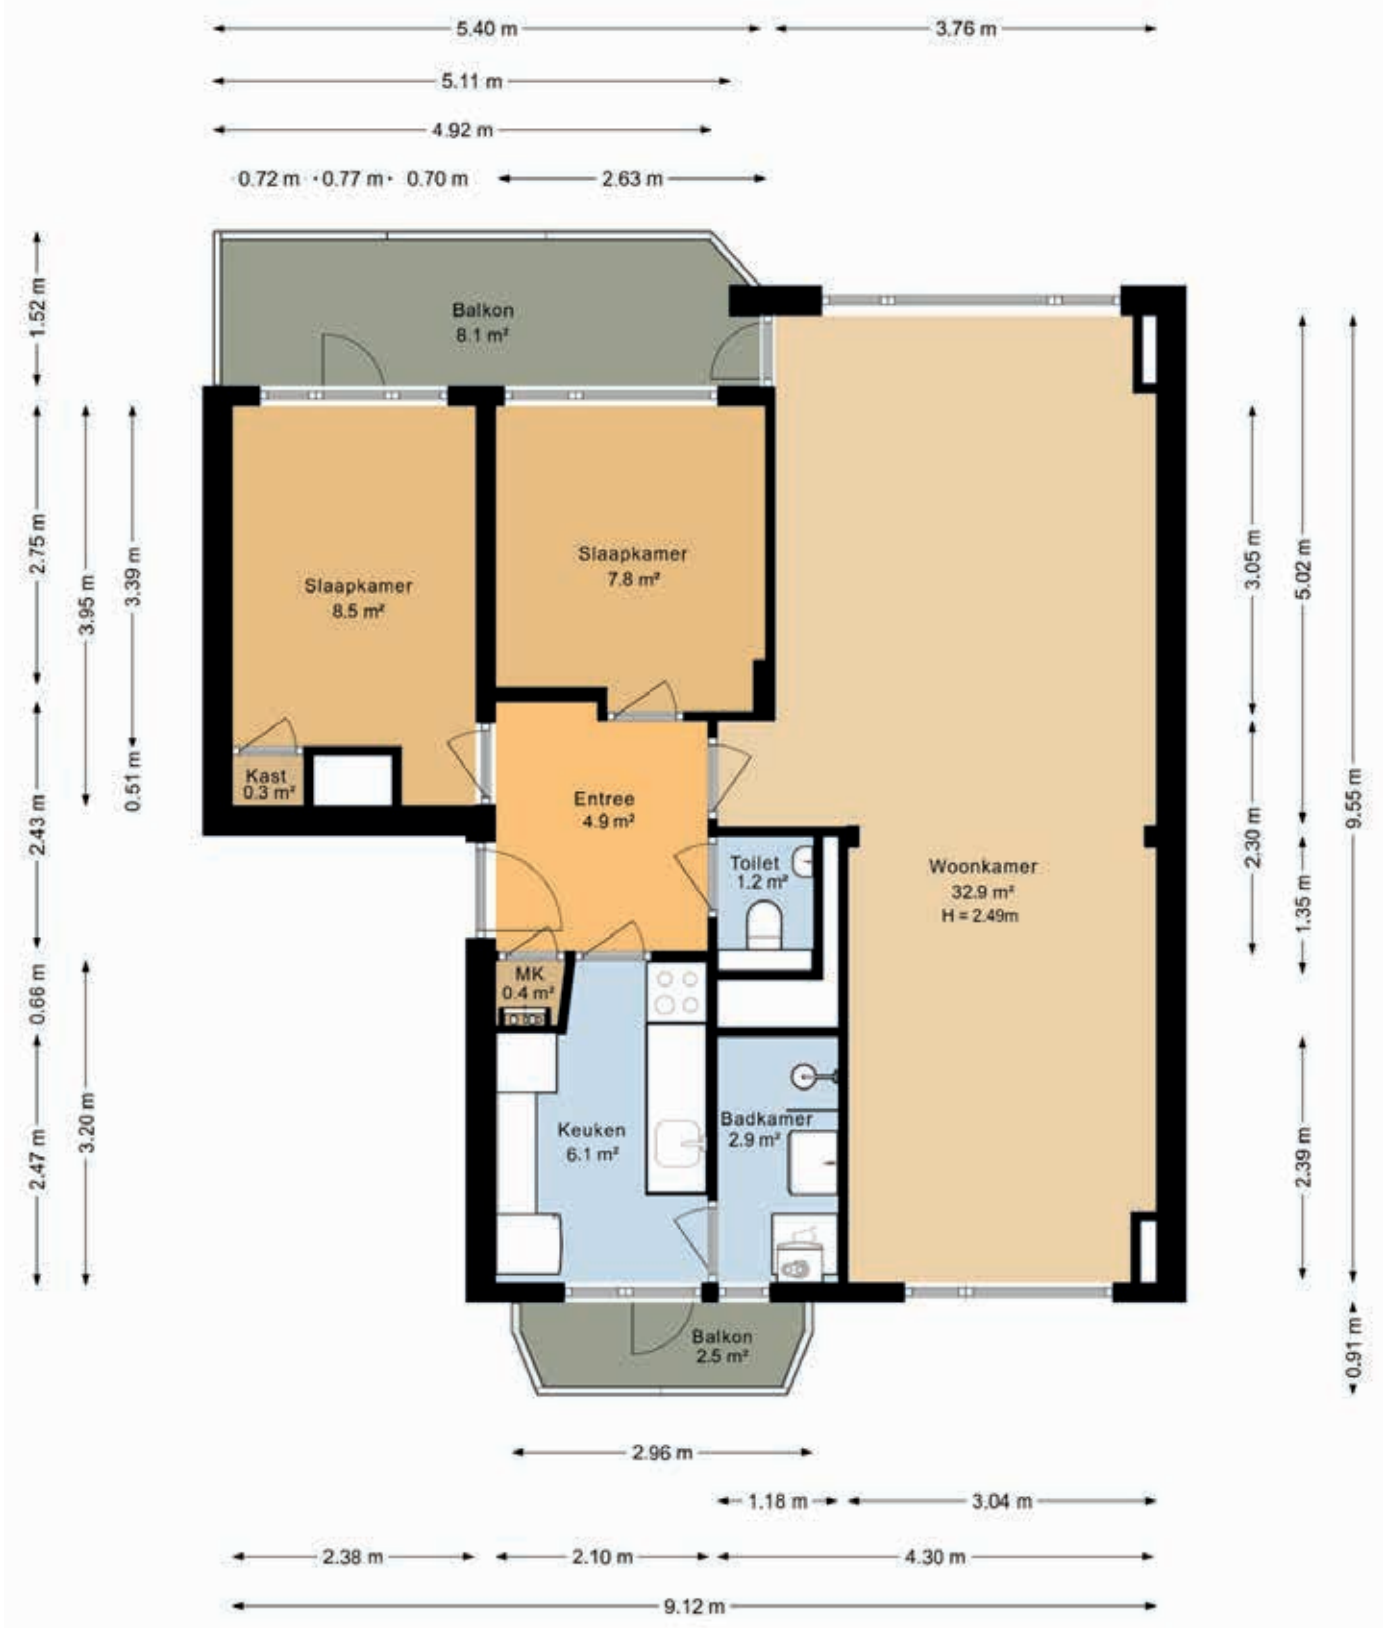 5.40 m
3.76 m
5.11 m
4.92 m
0.72 m
0.77 m
0.70 m
2.63 m
1.52 m
Balkon
8.1 m²
2.75 m
3.95 m
3.39 m
Slaapkamer
8.5 m²
Slaapkamer
7.8 m²
3.05 m
5.02 m
9.55 m
0.51 m
Kast
0.3 m²
Entree
4.9 m²
2.43 m
2.30 m
Toilet
1.2 m²
Woonkamer
32.9 m²
H = 2.49m
1.35 m
0.66 m
MK
0.4 m²
2.47 m
3.20 m
Keuken
6.1 m²
Badkamer
2.9 m²
2.39 m
Balkon
2.5 m²
0.91 m
2.96 m
1.18 m
3.04 m
2.38 m
2.10 m
4.30 m
9.12 m